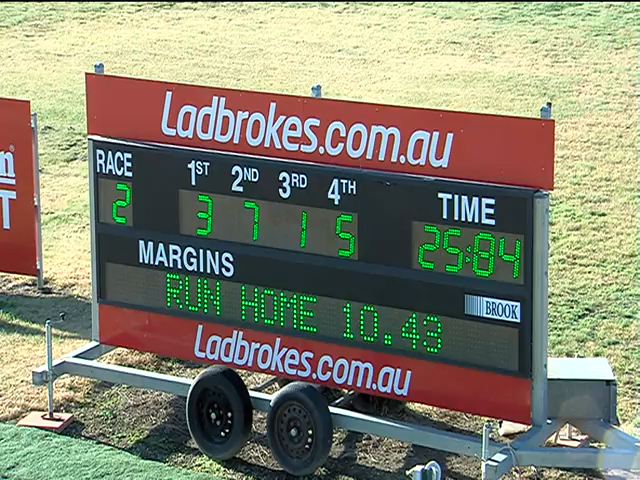 Ladbrokes.com.au
RACE 1ST 2ND 3RD 4TH TIME
2 3 7 1 5 25:84
MARGINS
RUN HOME 10.43
BROOK
Ladbrokes.com.au